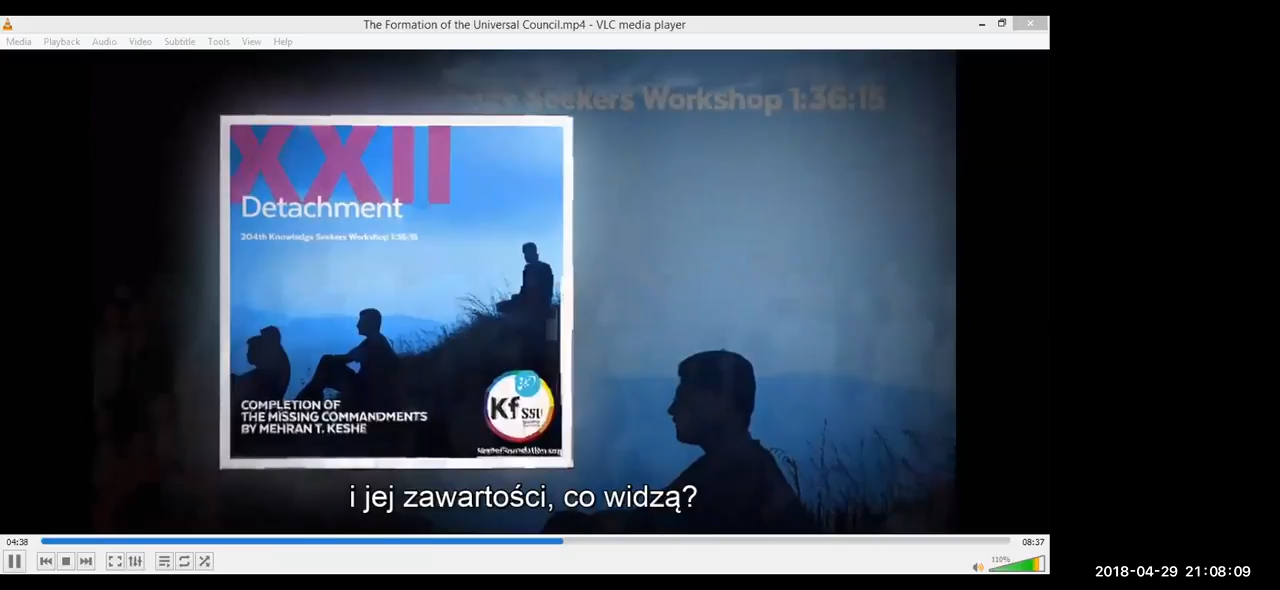 The Formation of the Universal Council.mp4 - VLC media player
Media Playback Audio Video Subtitle Tools View Help
Seekers Workshop 1:36:15
XXII
Detachment
204th Knowledge Seekers Workshop 1:36:15
COMPLETION OF
THE MISSING COMMANDMENTS
BY MEHRAN T. KESHE
Kf SSI
i jej zawartości, co widzą?
04:38
08:37
110%
2018-04-29 21:08:09